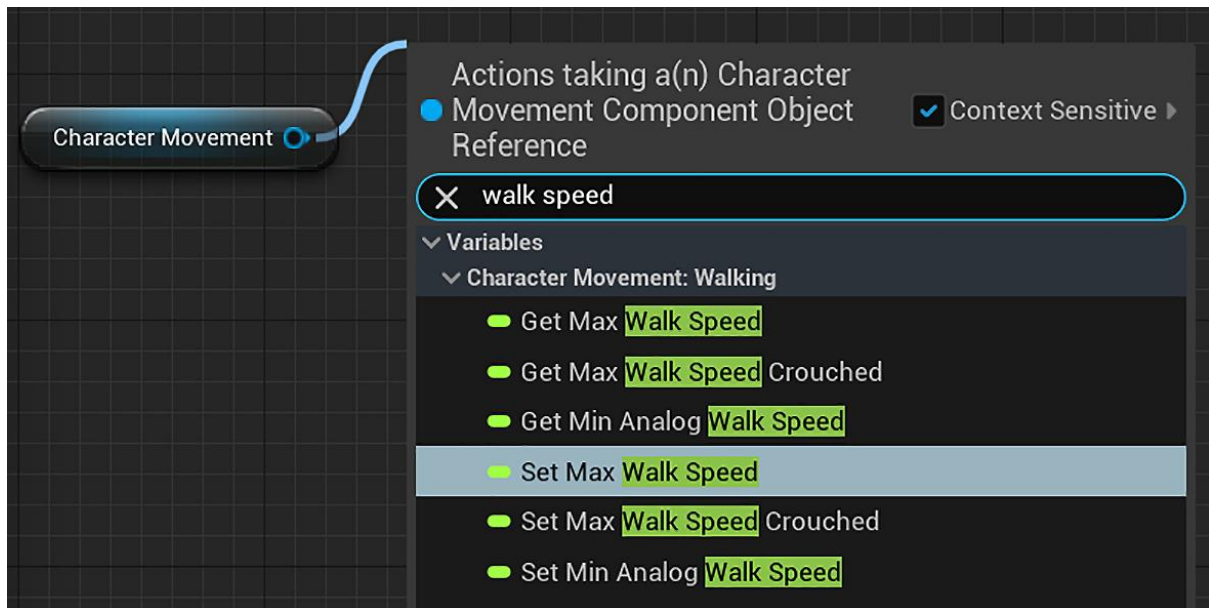 Character Movement
Actions taking a(n) Character
Movement Component Object
Reference
Context Sensitive
walk speed
Variables
Character Movement: Walking
Get Max Walk Speed
Get Max Walk Speed Crouched
Get Min Analog Walk Speed
Set Max Walk Speed
Set Max Walk Speed Crouched
Set Min Analog Walk Speed